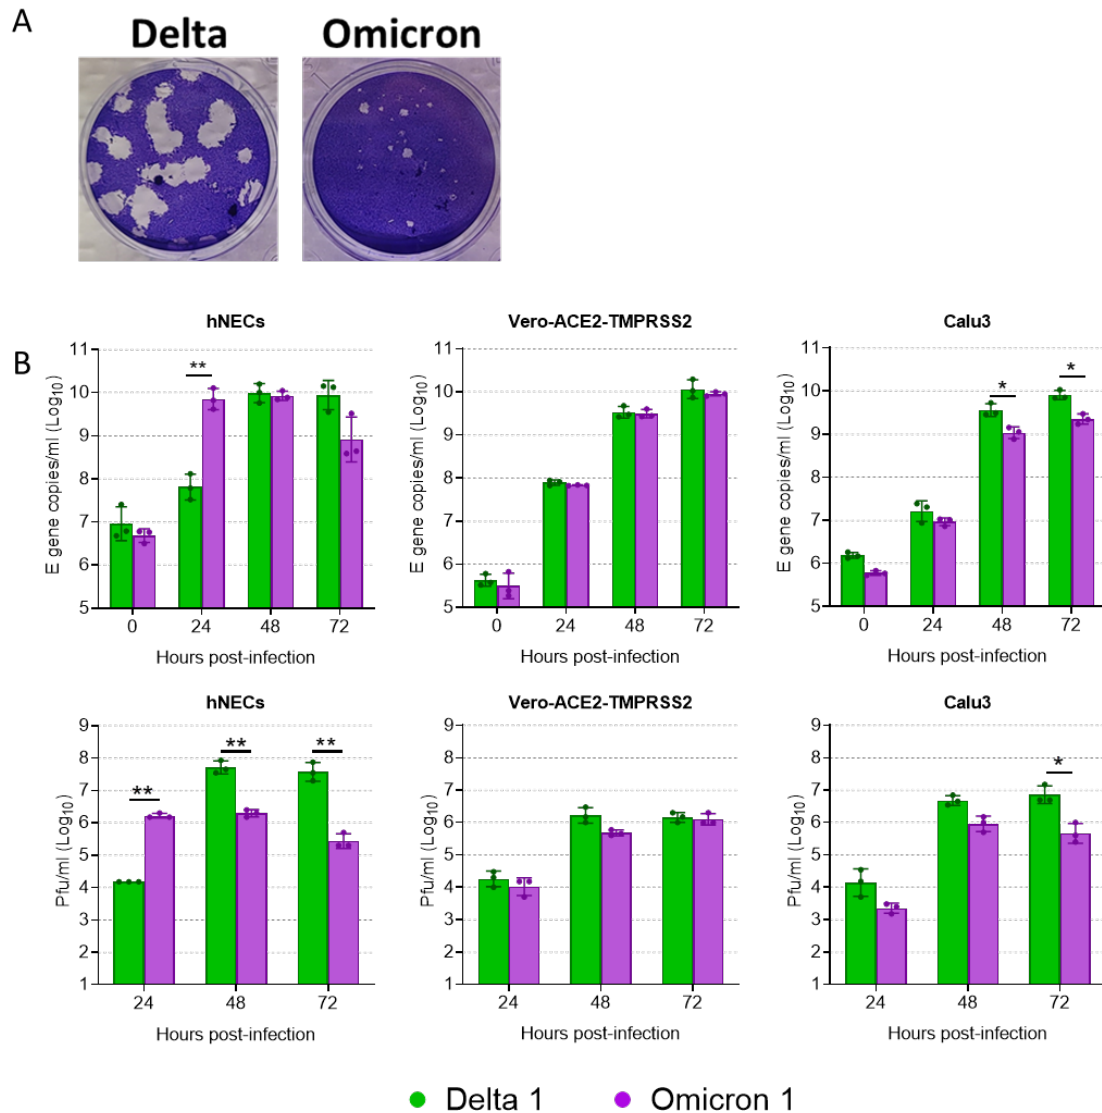 A
Delta Omicron
B
hNECs Vero-ACE2-TMPRSS2 Calu3
E gene copies/ml (Log10)
11
10
9
8
7
6
5
**
0 24 48 72
Hours post-infection
E gene copies/ml (Log10)
11
10
9
8
7
6
5
0 24 48 72
Hours post-infection
E gene copies/ml (Log10)
11
10
9
8
7
6
5
* *
0 24 48 72
Hours post-infection
hNECs Vero-ACE2-TMPRSS2 Calu3
Pfu/ml (Log10)
9
8
7
6
5
4
3
2
1
** ** **
24 48 72
Hours post-infection
Pfu/ml (Log10)
9
8
7
6
5
4
3
2
1
24 48 72
Hours post-infection
Pfu/ml (Log10)
9
8
7
6
5
4
3
2
1
*
24 48 72
Hours post-infection
Delta 1 Omicron 1